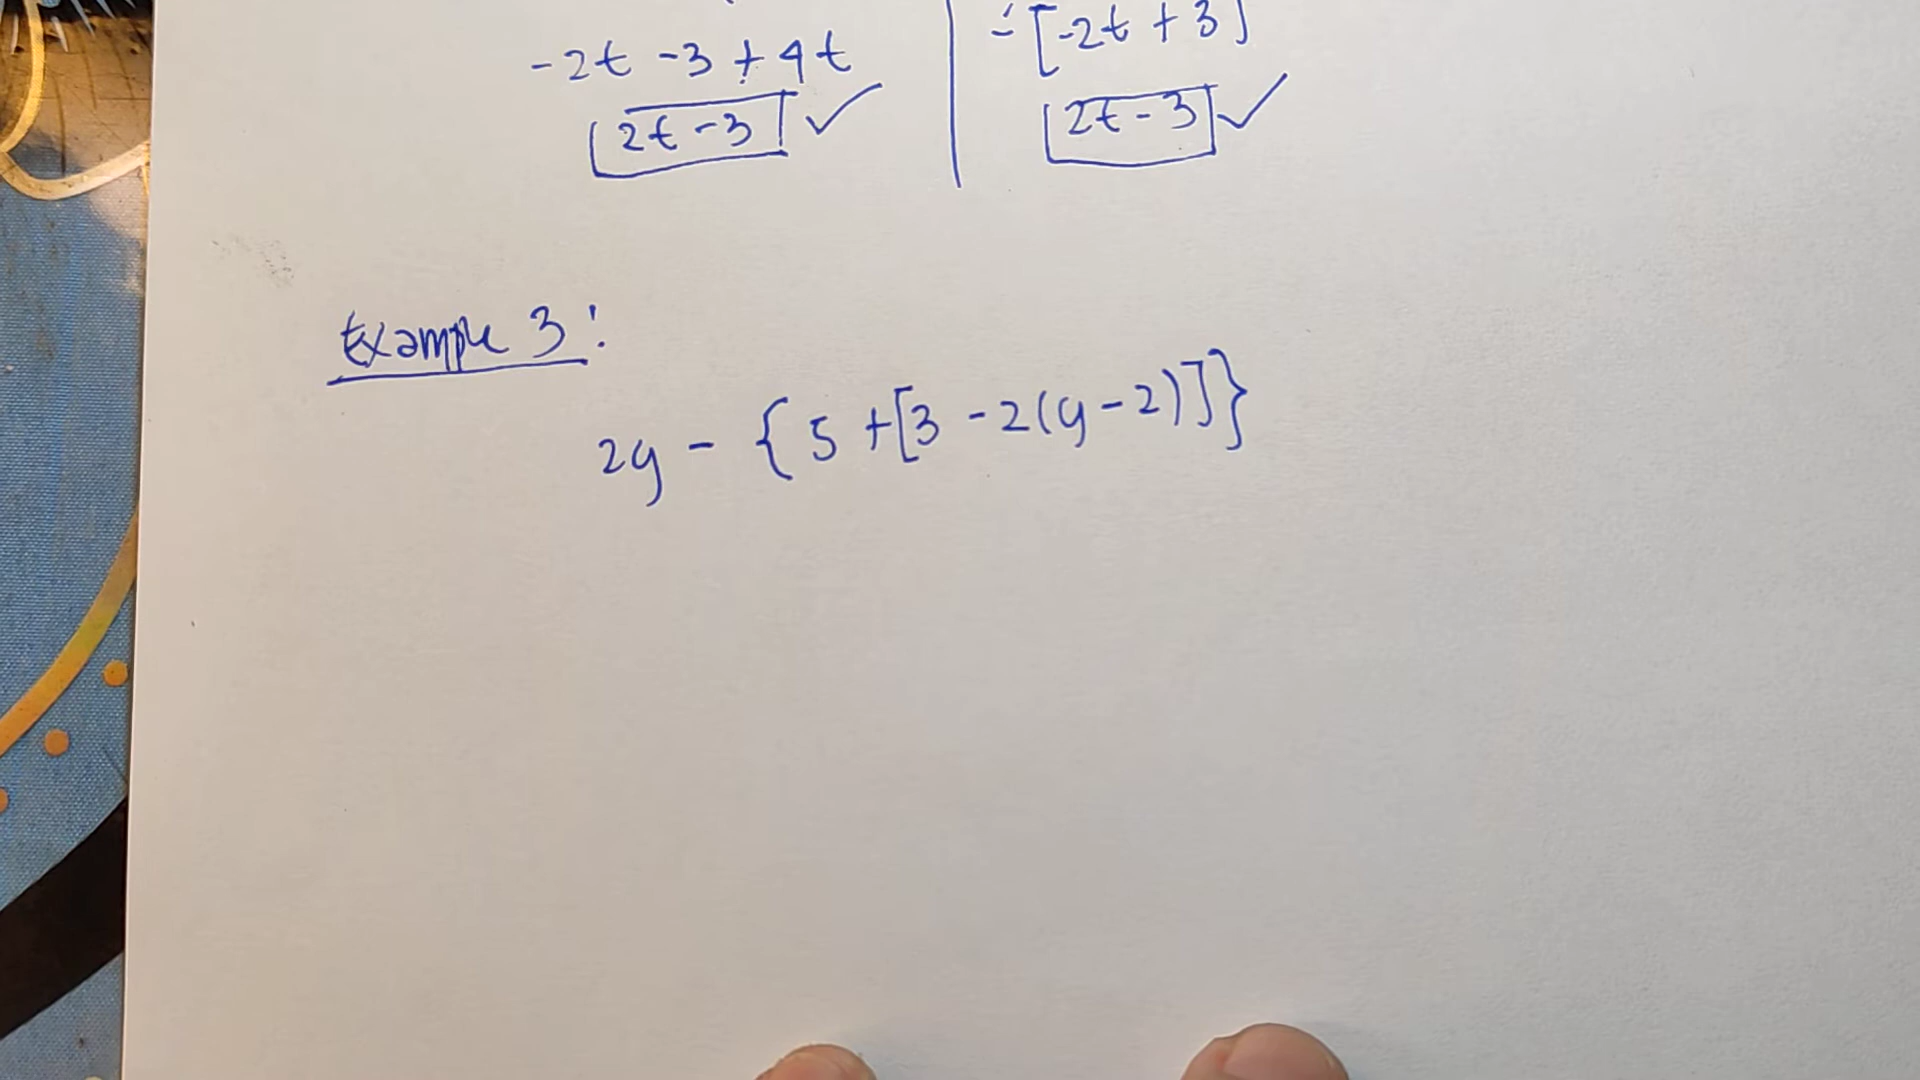 -2t -3 + 4t
2t - 3 ✓
- [-2t + 3]
2t - 3 ✓
Example 3:
2y - { 5 + [3 - 2(y - 2)]}